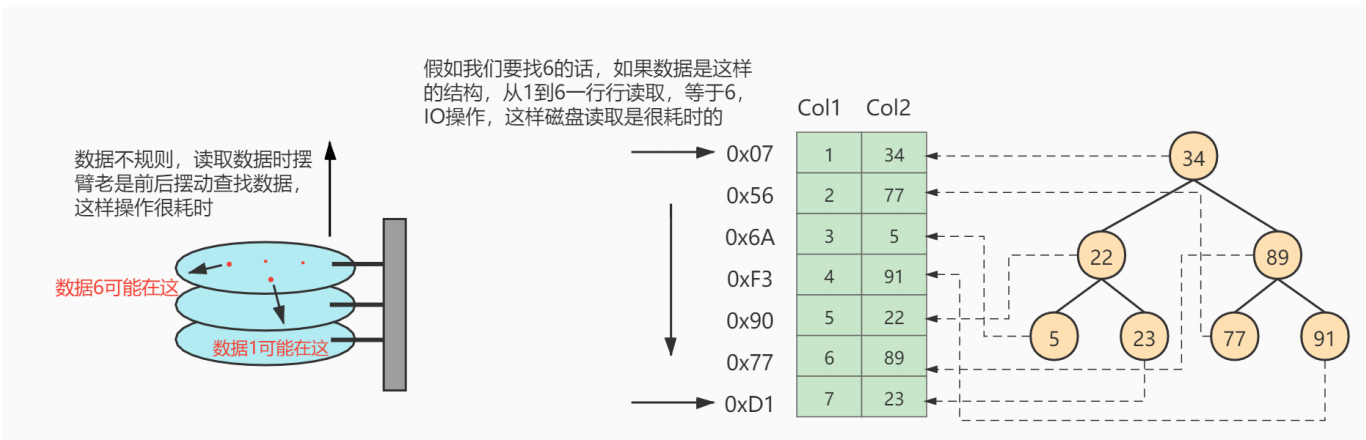 假如我们要找6的话，如果数据是这样
的结构，从1到6一行行读取，等于6，
IO操作，这样磁盘读取是很耗时的
数据不规则，读取数据时摆
臂老是前后摆动查找数据，
这样操作很耗时
数据6可能在这
数据1可能在这
Col1 Col2
0x07 1 34
0x56 2 77
0x6A 3 5
0xF3 4 91
0x90 5 22
0x77 6 89
0xD1 7 23
34
22 89
5 23 77 91